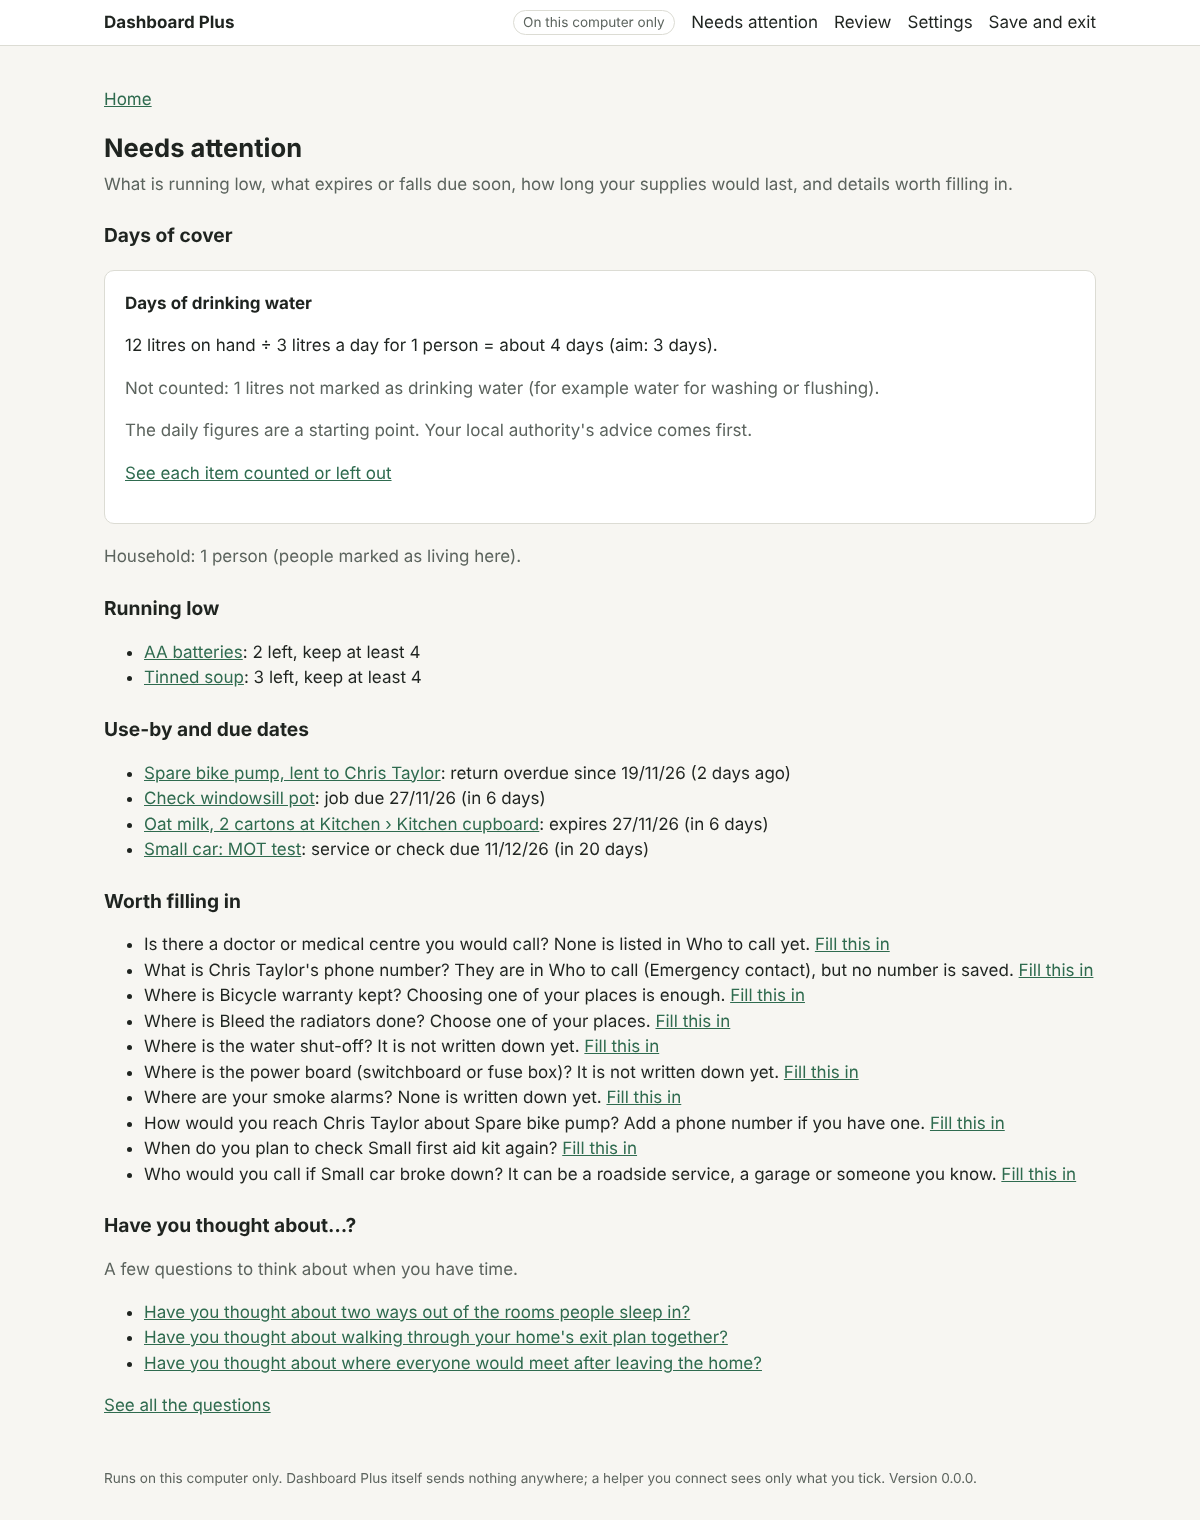 Dashboard Plus
On this computer only
Needs attention
Review
Settings
Save and exit
Home
Needs attention
What is running low, what expires or falls due soon, how long your supplies would last, and details worth filling in.
Days of cover
Days of drinking water
12 litres on hand ÷ 3 litres a day for 1 person = about 4 days (aim: 3 days).
Not counted: 1 litres not marked as drinking water (for example water for washing or flushing).
The daily figures are a starting point. Your local authority's advice comes first.
See each item counted or left out
Household: 1 person (people marked as living here).
Running low
AA batteries: 2 left, keep at least 4
Tinned soup: 3 left, keep at least 4
Use-by and due dates
Spare bike pump, lent to Chris Taylor: return overdue since 19/11/26 (2 days ago)
Check windowsill pot: job due 27/11/26 (in 6 days)
Oat milk, 2 cartons at Kitchen › Kitchen cupboard: expires 27/11/26 (in 6 days)
Small car: MOT test: service or check due 11/12/26 (in 20 days)
Worth filling in
Is there a doctor or medical centre you would call? None is listed in Who to call yet. Fill this in
What is Chris Taylor's phone number? They are in Who to call (Emergency contact), but no number is saved. Fill this in
Where is Bicycle warranty kept? Choosing one of your places is enough. Fill this in
Where is Bleed the radiators done? Choose one of your places. Fill this in
Where is the water shut-off? It is not written down yet. Fill this in
Where is the power board (switchboard or fuse box)? It is not written down yet. Fill this in
Where are your smoke alarms? None is written down yet. Fill this in
How would you reach Chris Taylor about Spare bike pump? Add a phone number if you have one. Fill this in
When do you plan to check Small first aid kit again? Fill this in
Who would you call if Small car broke down? It can be a roadside service, a garage or someone you know. Fill this in
Have you thought about...?
A few questions to think about when you have time.
Have you thought about two ways out of the rooms people sleep in?
Have you thought about walking through your home's exit plan together?
Have you thought about where everyone would meet after leaving the home?
See all the questions
Runs on this computer only. Dashboard Plus itself sends nothing anywhere; a helper you connect sees only what you tick. Version 0.0.0.